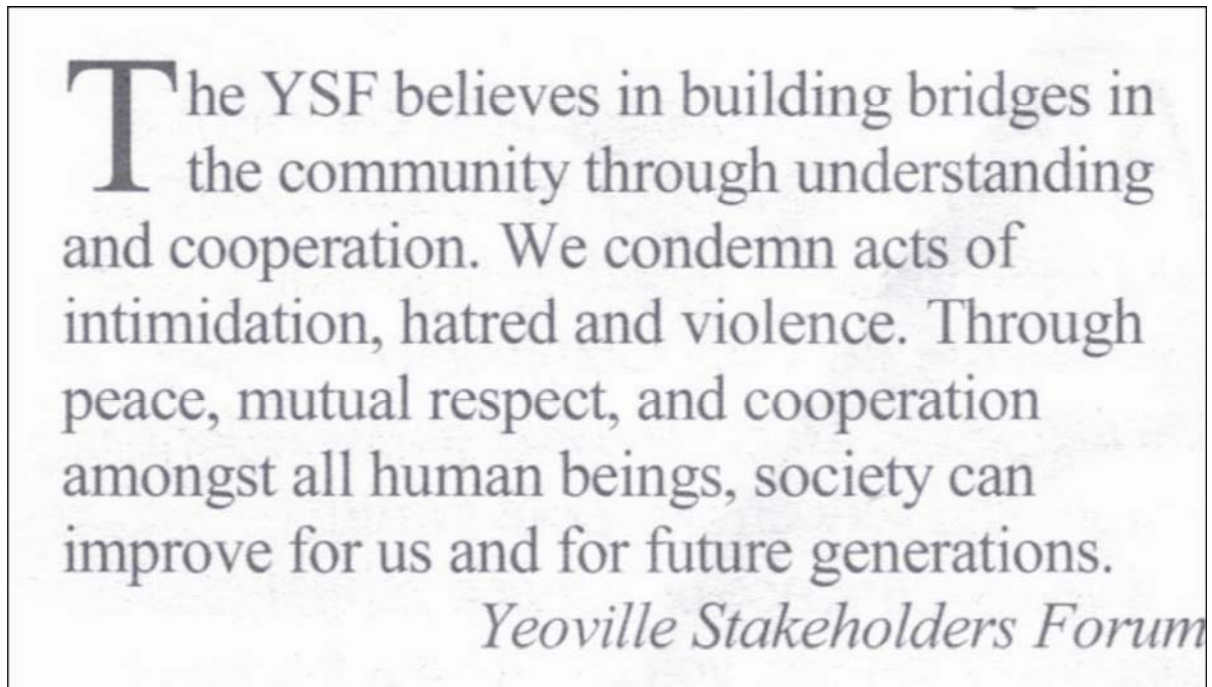 The YSF believes in building bridges in
the community through understanding
and cooperation. We condemn acts of
intimidation, hatred and violence. Through
peace, mutual respect, and cooperation
amongst all human beings, society can
improve for us and for future generations.
Yeoville Stakeholders Forum